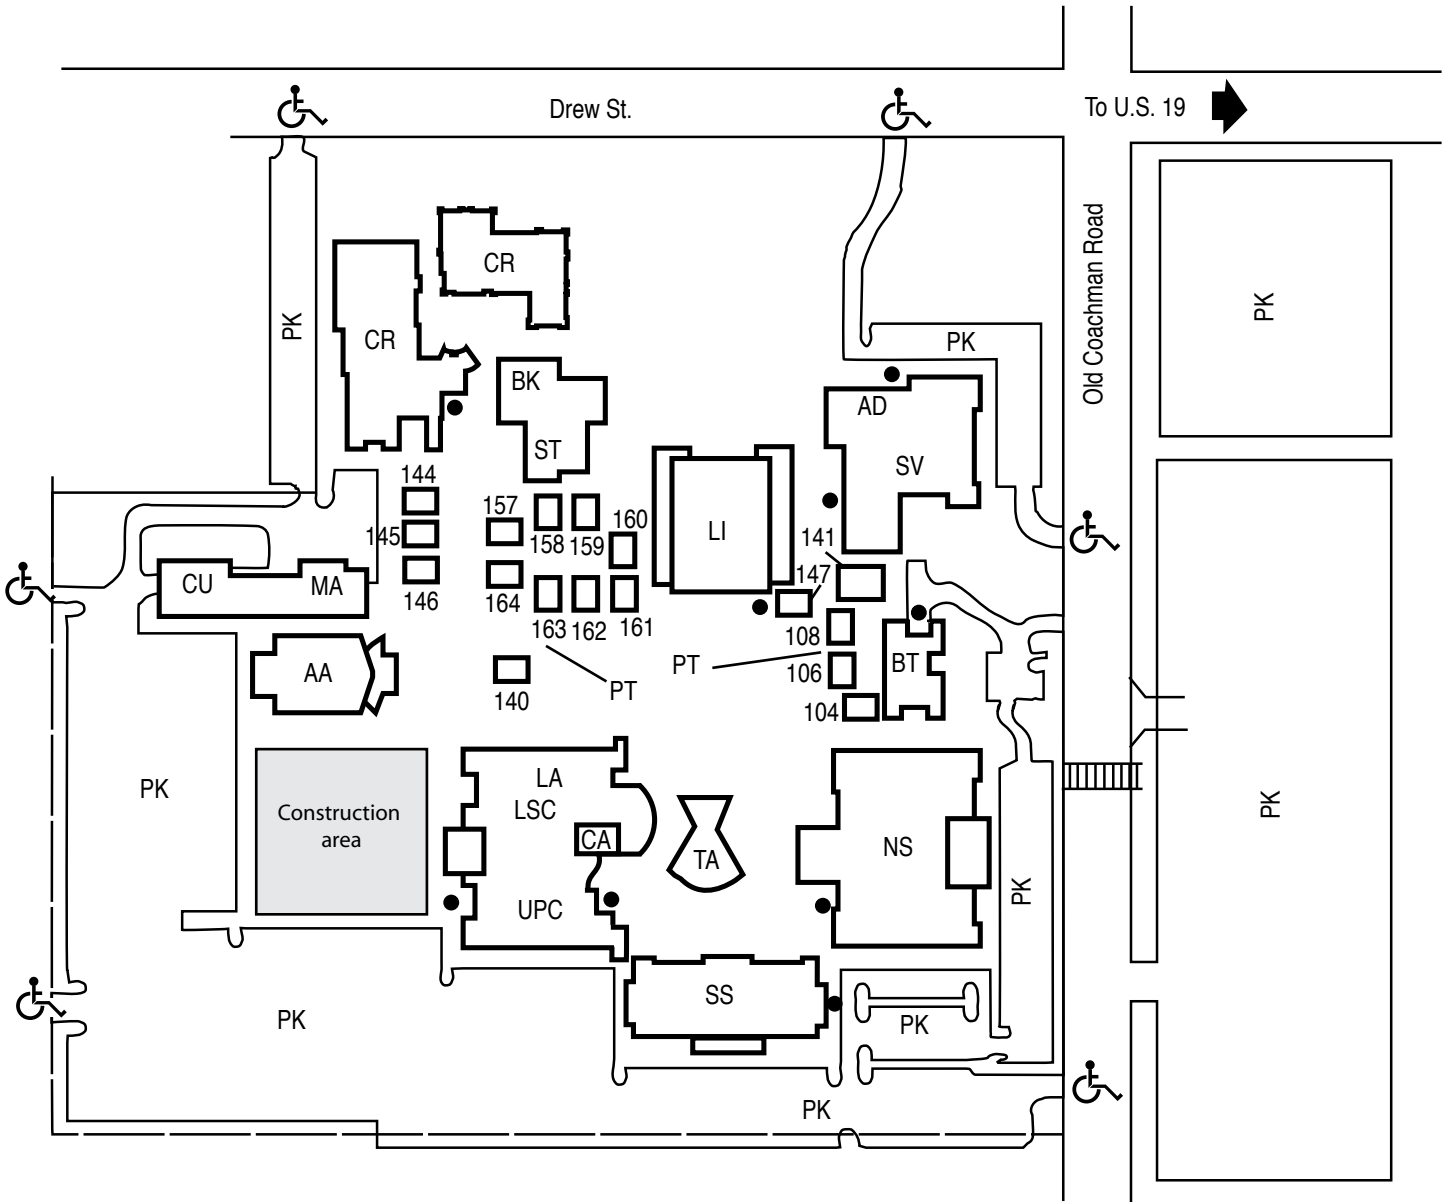 Drew St.
To U.S. 19
Old Coachman Road
PK
PK
CR
CR
PK
BK
ST
AD
SV
LI
144
145
146
157
158
159
160
141
147
164
163
162
161
108
106
104
140
PT
PT
BT
CU
MA
AA
PK
Construction
area
LA
LSC
CA
UPC
TA
NS
PK
PK
SS
PK
PK
PK